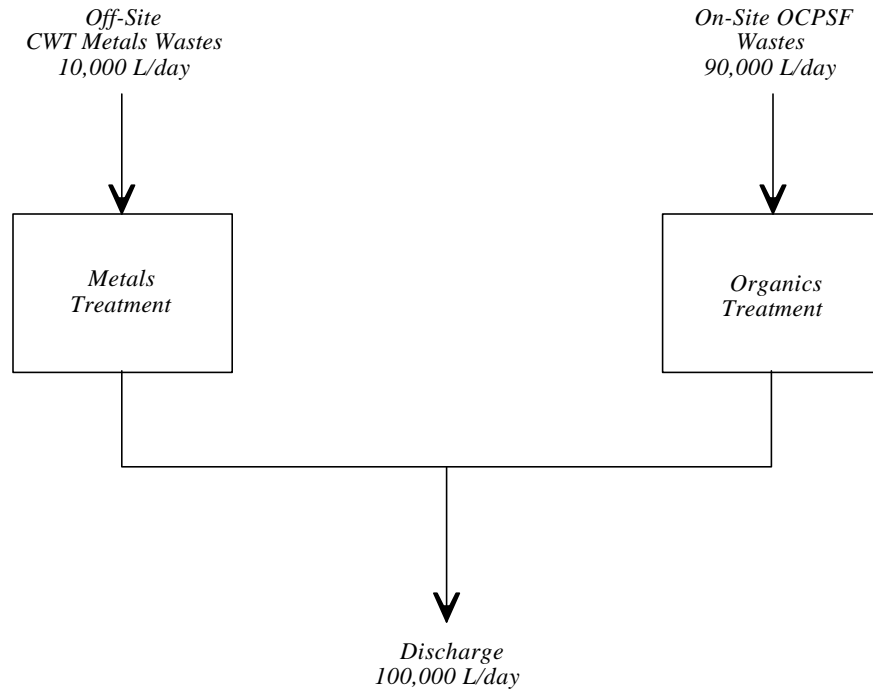 Off-Site
CWT Metals Wastes
10,000 L/day
On-Site OCPSF
Wastes
90,000 L/day
Metals
Treatment
Organics
Treatment
Discharge
100,000 L/day